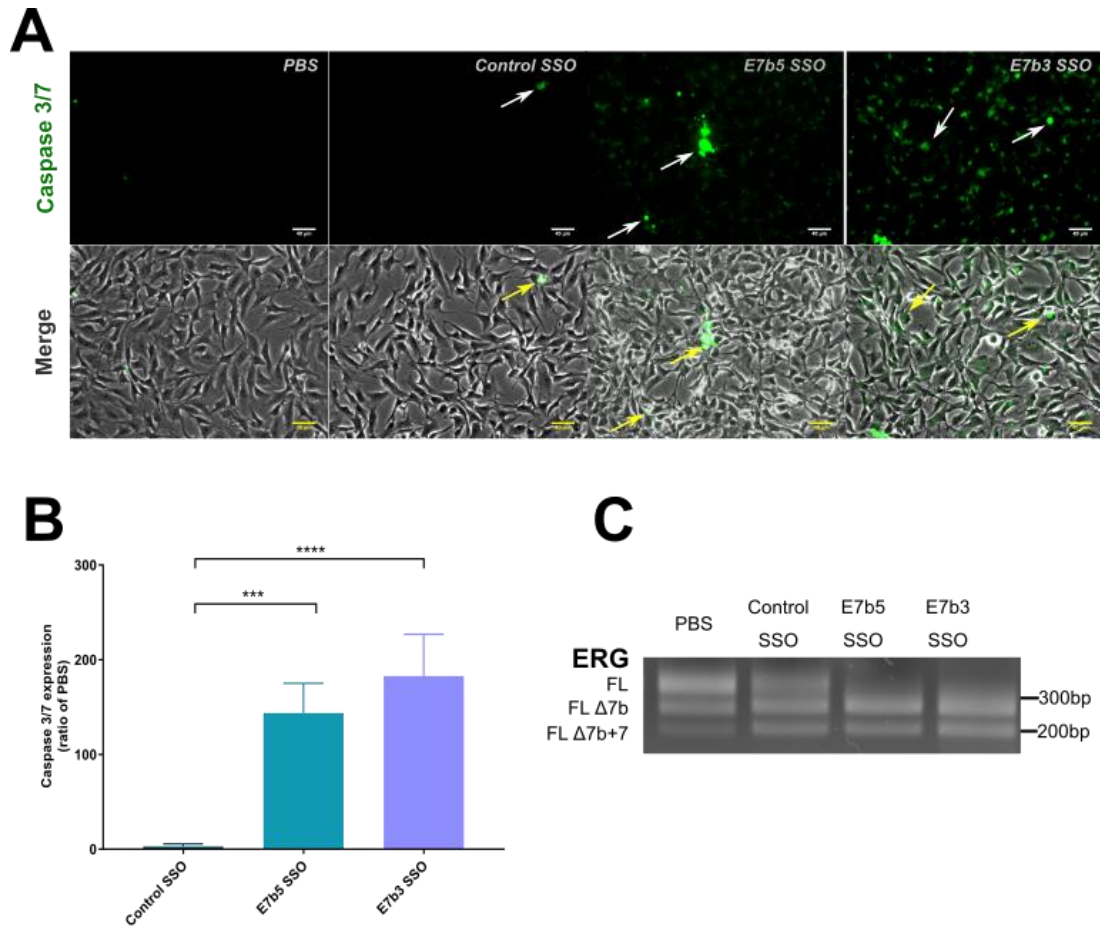 A
PBS
Control SSO
E7b5 SSO
E7b3 SSO
Caspase 3/7
Merge
B
Caspase 3/7 expression
(ratio of PBS)
300
200
100
0
****
***
Control SSO
E7b5 SSO
E7b3 SSO
C
PBS
Control
SSO
E7b5
SSO
E7b3
SSO
ERG
FL
FL Δ7b
FL Δ7b+7
300bp
200bp